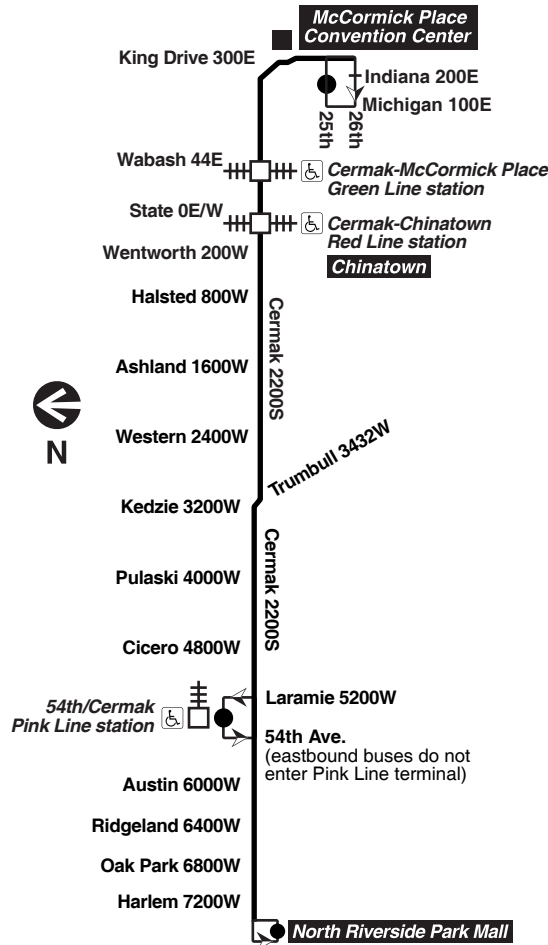 McCormick Place
Convention Center
King Drive 300E
Indiana 200E
Michigan 100E
25th
26th
Wabash 44E
Cermak-McCormick Place
Green Line station
State 0E/W
Cermak-Chinatown
Red Line station
Wentworth 200W
Chinatown
Halsted 800W
Cermak 2200S
Ashland 1600W
N
Western 2400W
Trumbull 3432W
Kedzie 3200W
Cermak 2200S
Pulaski 4000W
Cicero 4800W
54th/Cermak
Pink Line station
Laramie 5200W
54th Ave.
(eastbound buses do not
enter Pink Line terminal)
Austin 6000W
Ridgeland 6400W
Oak Park 6800W
Harlem 7200W
North Riverside Park Mall